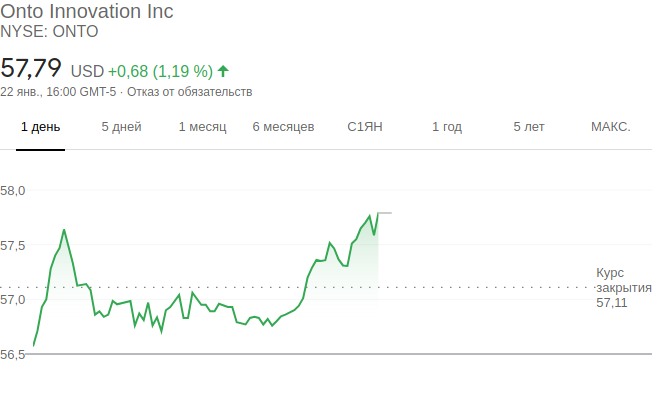 Onto Innovation Inc
NYSE: ONTO
57,79 USD +0,68 (1,19 %)
22 янв., 16:00 GMT-5 · Отказ от обязательств
1 день 5 дней 1 месяц 6 месяцев С1ЯН 1 год 5 лет МАКС.
58,0
57,5
Курс
закрытия
57,0
57,11
56,5